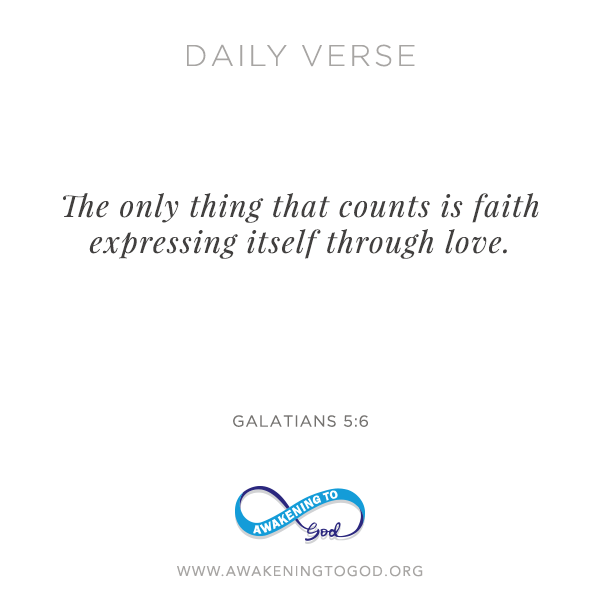 DAILY VERSE
The only thing that counts is faith
expressing itself through love.
GALATIANS 5:6
AWAKENING TO
God
WWW.AWAKENINGTOGOD.ORG